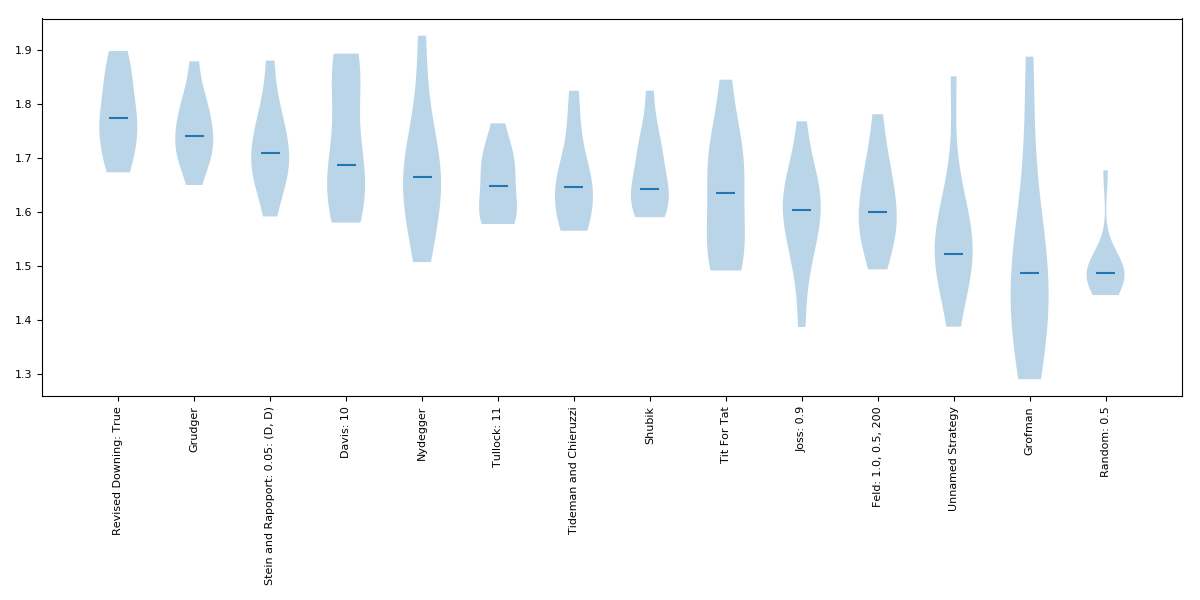 1.9
1.8
1.7
1.6
1.5
1.4
1.3
Revised Downing: True
Grudger
Stein and Rapoport: 0.05: (D, D)
Davis: 10
Nydegger
Tullock: 11
Tideman and Chieruzzi
Shubik
Tit For Tat
Joss: 0.9
Feld: 1.0, 0.5, 200
Unnamed Strategy
Grofman
Random: 0.5